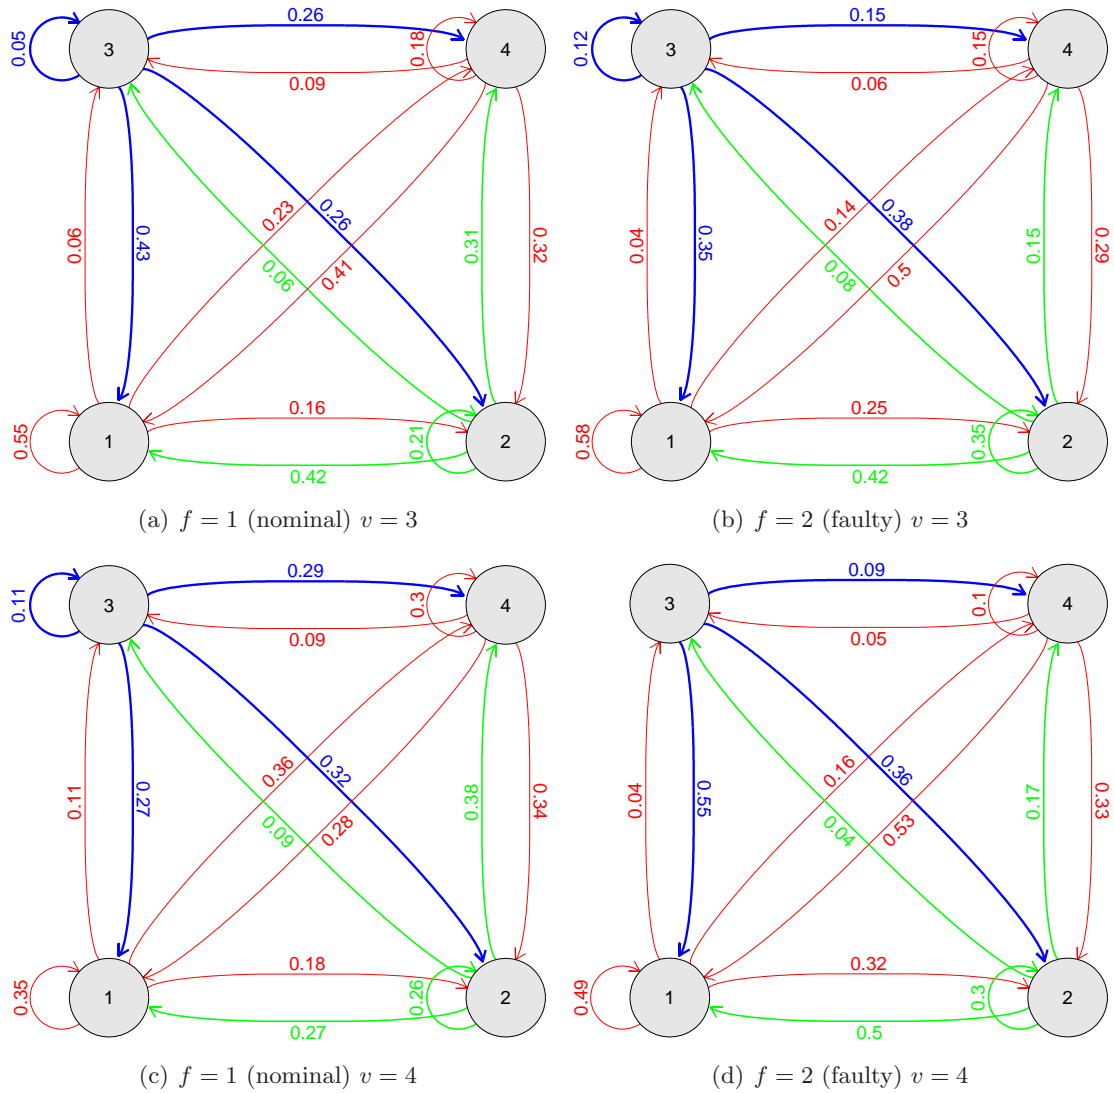 0.26 0.15
3 4 3 4
0.05 0.18 0.12 0.15
0.09 0.06
0.23 0.26 0.14 0.38
0.06 0.43 0.31 0.32 0.04 0.35 0.15 0.29
0.06 0.41 0.08 0.5
0.16 0.25
0.55 1 0.21 2 0.58 1 0.35 2
0.42 0.42
(a) f = 1 (nominal) v = 3 (b) f = 2 (faulty) v = 3
0.29 0.09
0.11 3 0.3 4 3 0.1 4
0.09 0.05
0.36 0.32 0.16 0.36
0.11 0.27 0.38 0.34 0.04 0.55 0.17 0.33
0.09 0.28 0.04 0.53
0.18 0.32
0.35 1 0.26 2 0.49 1 0.3 2
0.27 0.5
(c) f = 1 (nominal) v = 4 (d) f = 2 (faulty) v = 4